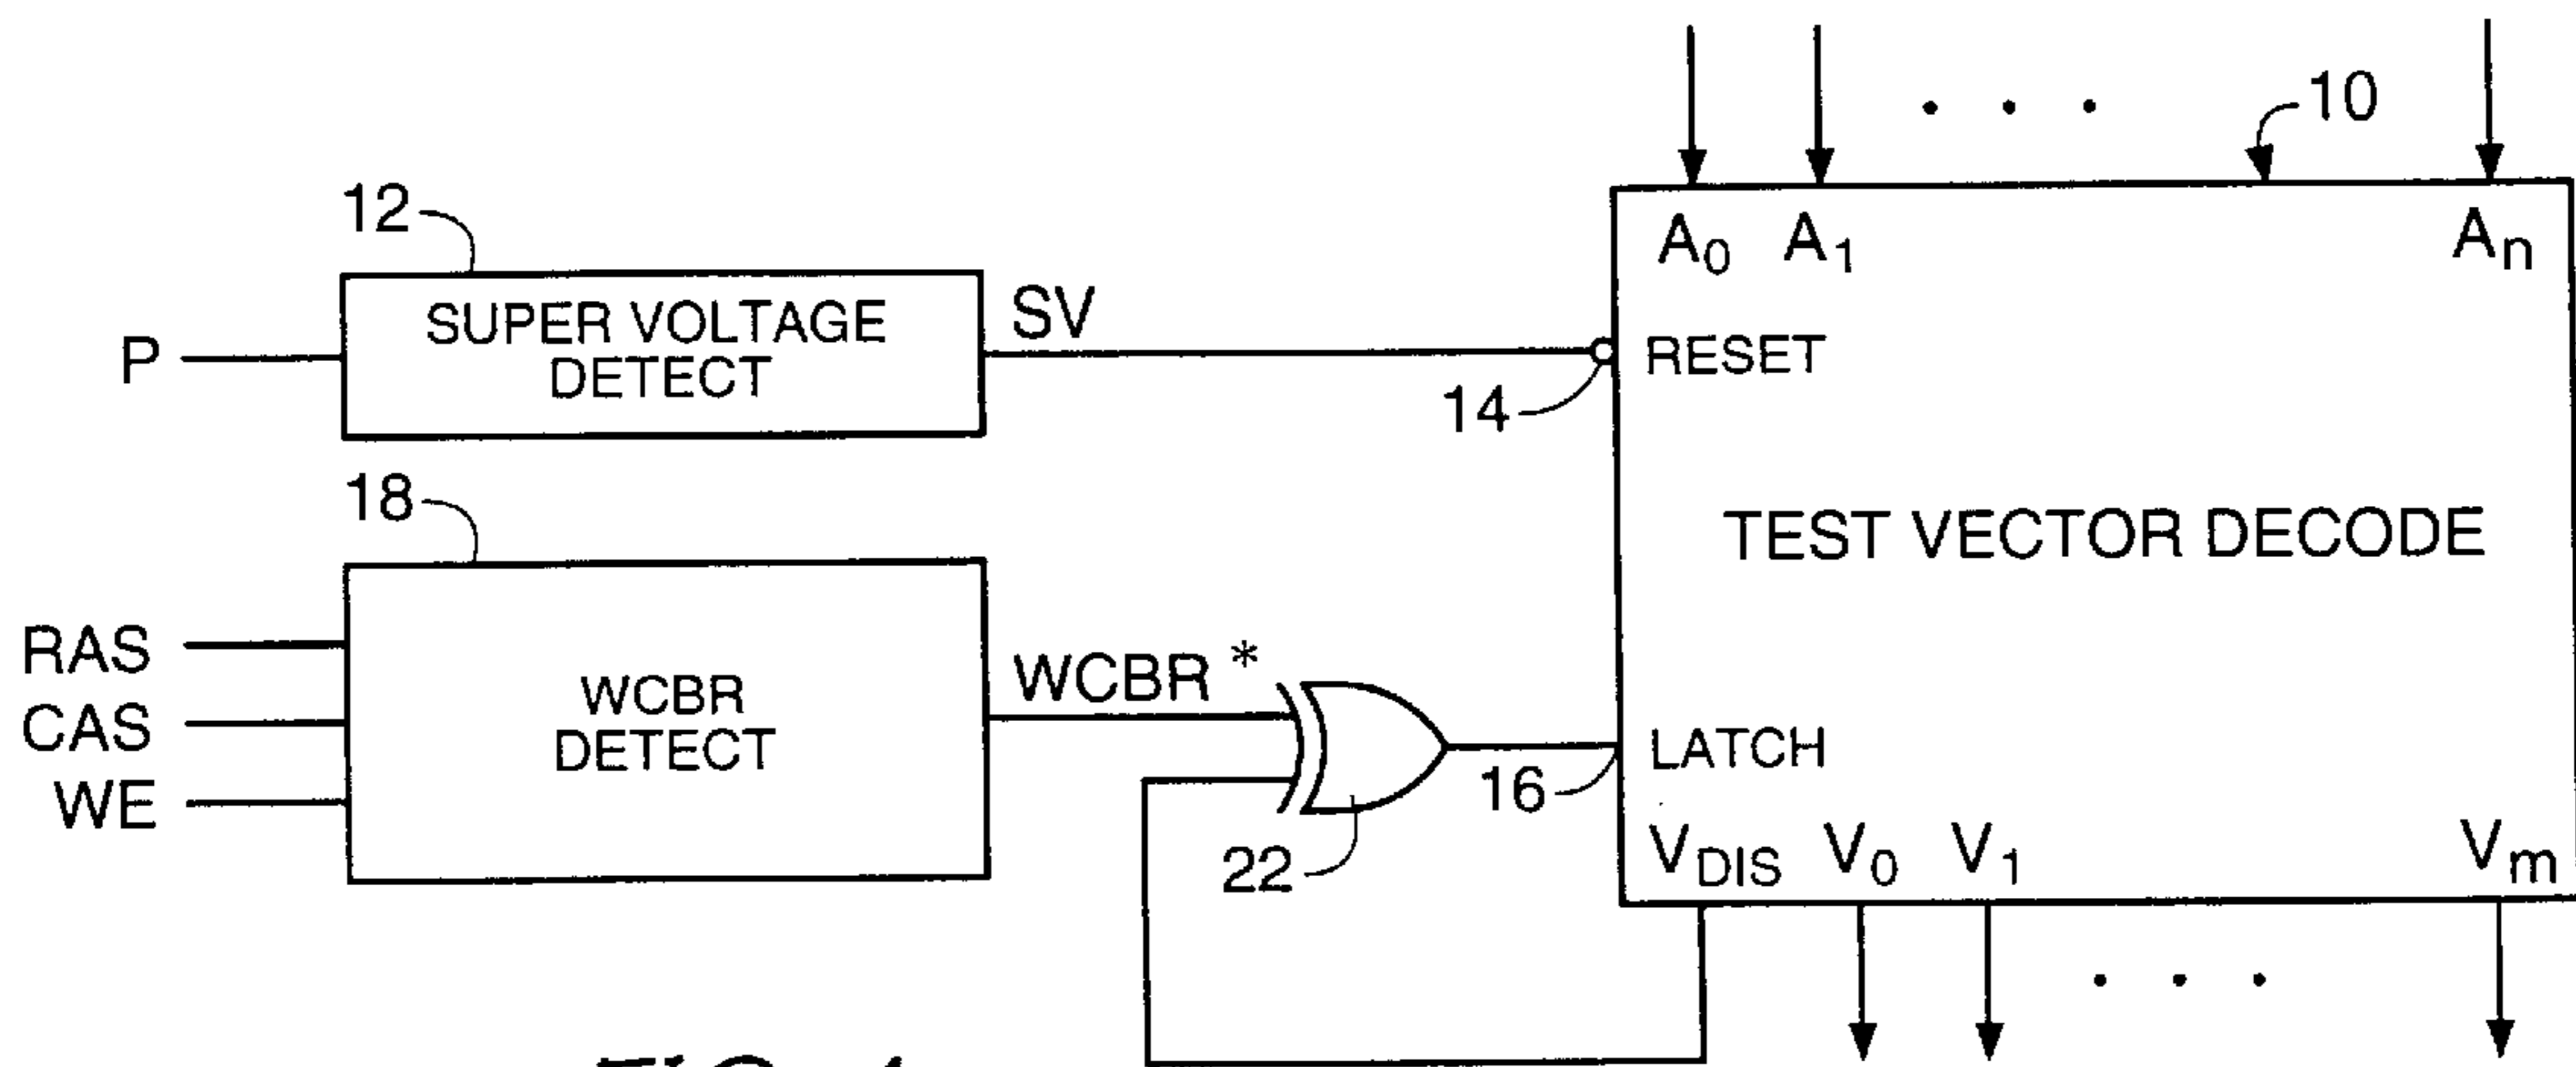 10
A0 A1 An
12
SUPER VOLTAGE
DETECT
SV
P
RESET
14
TEST VECTOR DECODE
18
RAS
CAS
WE
WCBR
DETECT
WCBR *
LATCH
16
22
VDIS V0 V1 Vm